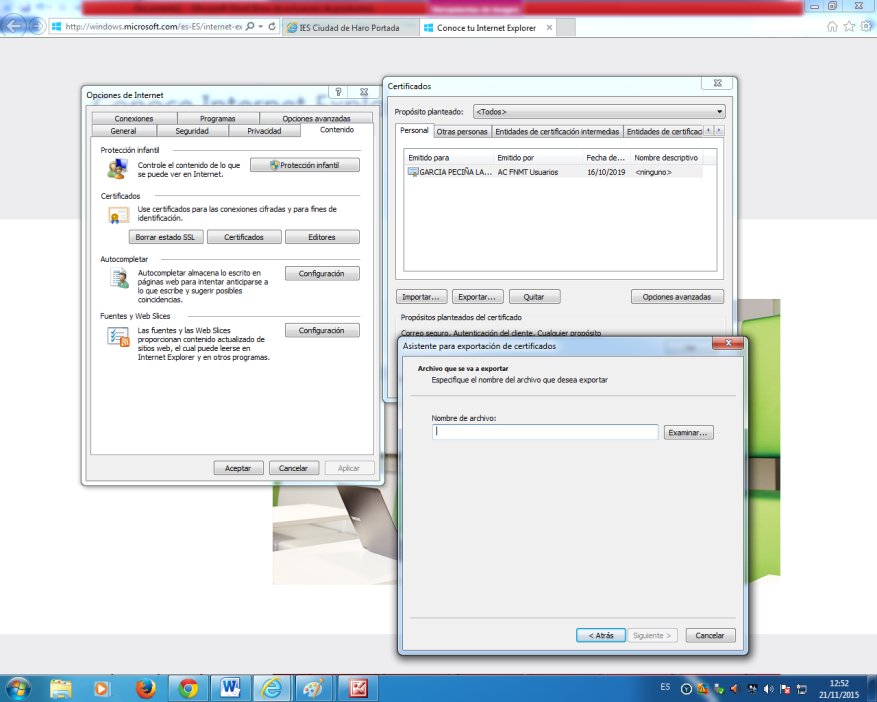 http://windows.microsoft.com/es-ES/internet-e
IES Ciudad de Haro Portada
Conoce tu Internet Explorer
Opciones de Internet
Conexiones
Programas
Opciones avanzadas
General
Seguridad
Privacidad
Contenido
Protección infantil
Controle el contenido de lo que
se puede ver en Internet.
Protección infantil
Certificados
Use certificados para las conexiones cifradas y para fines de
identificación.
Borrar estado SSL
Certificados
Editores
Autocompletar
Autocompletar almacena lo escrito en
páginas web para intentar anticiparse a
lo que escribe y sugerir posibles
coincidencias.
Configuración
Fuentes y Web Slices
Las fuentes y las Web Slices
proporcionan contenido actualizado de
sitios web, el cual puede leerse en
Internet Explorer y en otros programas.
Configuración
Aceptar
Cancelar
Aplicar
Certificados
Propósito planteado:
<Todos>
Personal
Otras personas
Entidades de certificación intermedias
Entidades de certificac
Emitido para
Emitido por
Fecha de...
Nombre descriptivo
GARCIA PECIÑA LA...
AC FNMT Usuarios
16/10/2019
<ninguno>
Importar...
Exportar...
Quitar
Opciones avanzadas
Propósitos planteados del certificado
Correo seguro, Autenticación del cliente, Cualquier propósito
Asistente para exportación de certificados
Archivo que se va a exportar
Especifique el nombre del archivo que desea exportar
Nombre de archivo:
Examinar...
< Atrás
Siguiente >
Cancelar
ES
12:52
21/11/2015